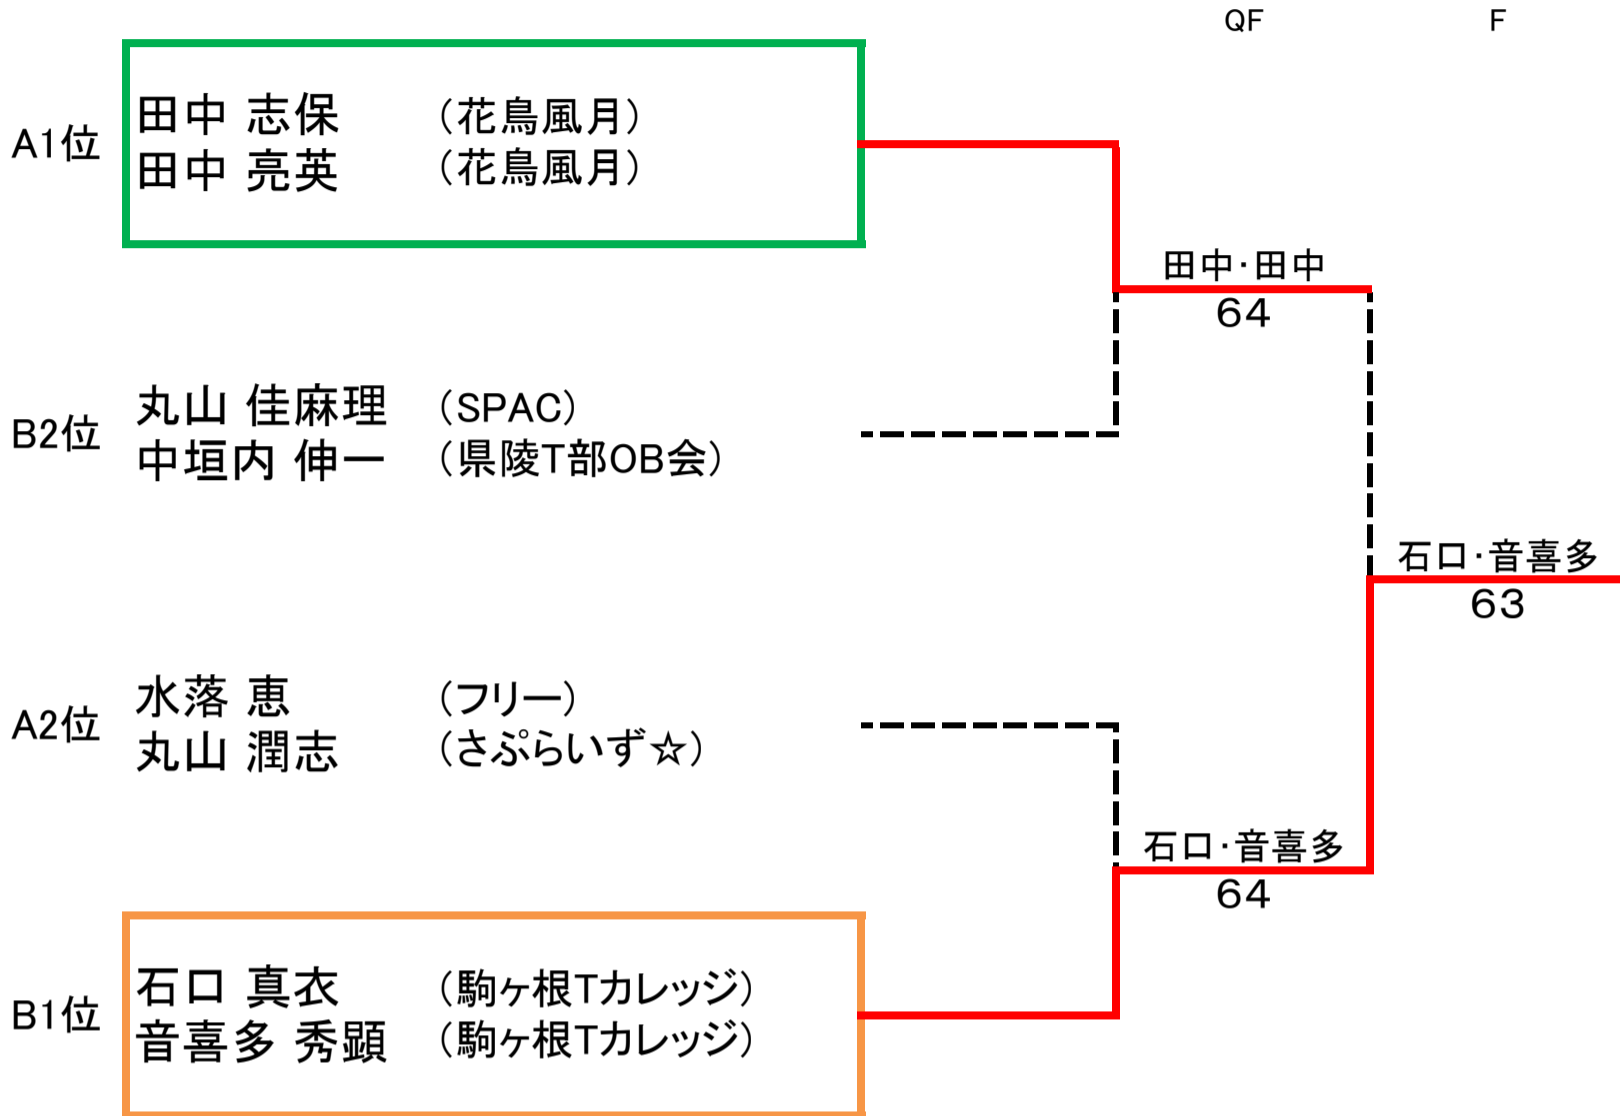 QF F
A1位 田中 志保 (花鳥風月)
田中 亮英 (花鳥風月)
田中・田中
64
B2位 丸山 佳麻理 (SPAC)
中垣内 伸一 (県陵T部OB会)
石口・音喜多
63
A2位 水落 恵 (フリー)
丸山 潤志 (さぷらいず☆)
石口・音喜多
64
B1位 石口 真衣 (駒ヶ根Tカレッジ)
音喜多 秀顕 (駒ヶ根Tカレッジ)